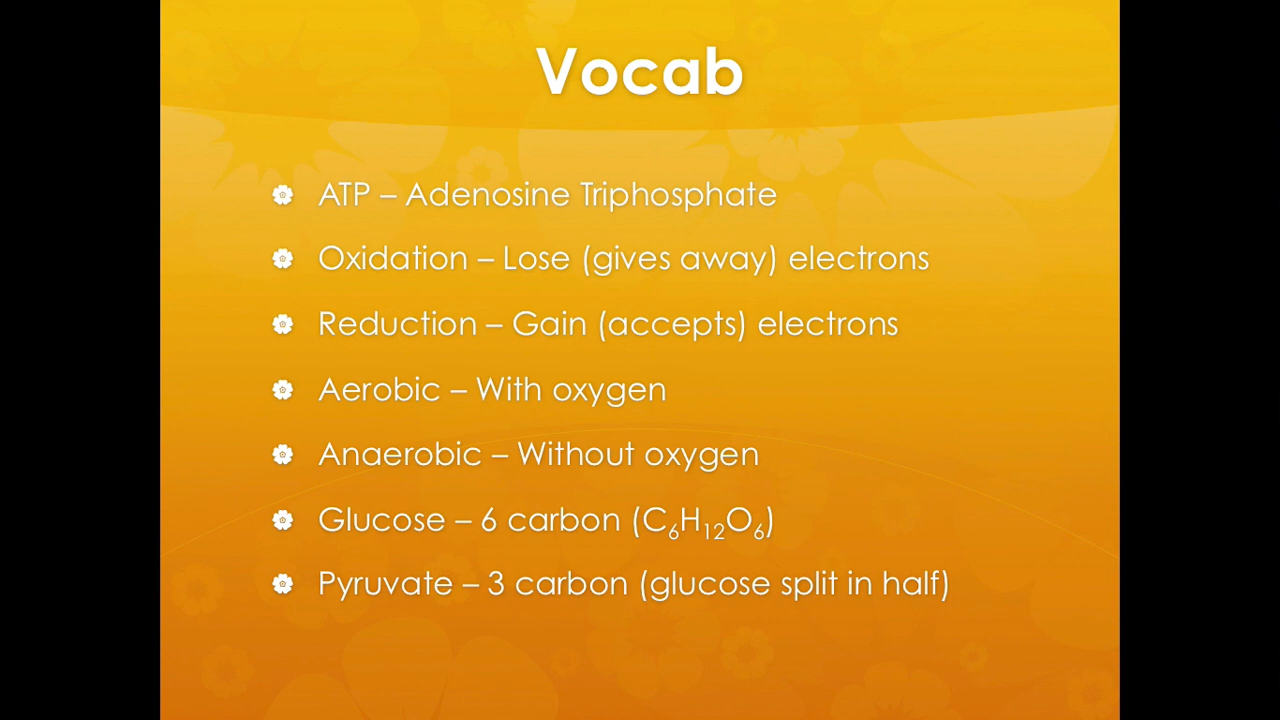 Vocab
ATP – Adenosine Triphosphate
Oxidation – Lose (gives away) electrons
Reduction – Gain (accepts) electrons
Aerobic – With oxygen
Anaerobic – Without oxygen
Glucose – 6 carbon (C₆H₁₂O₆)
Pyruvate – 3 carbon (glucose split in half)